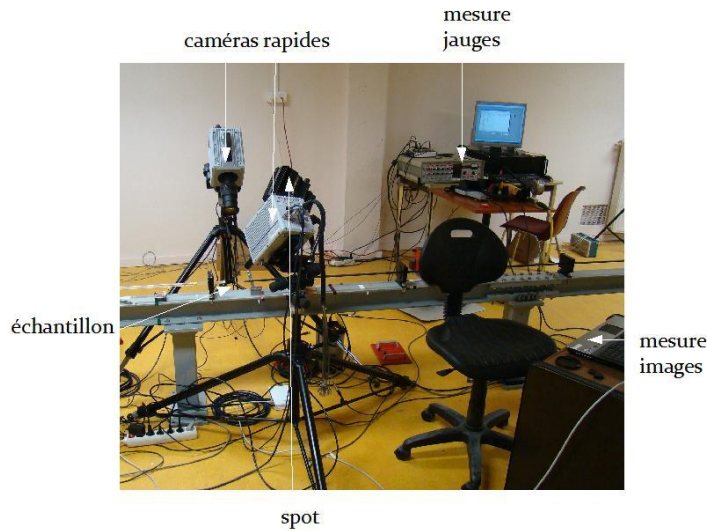 caméras rapides
mesure
jauges
échantillon
mesure
images
spot